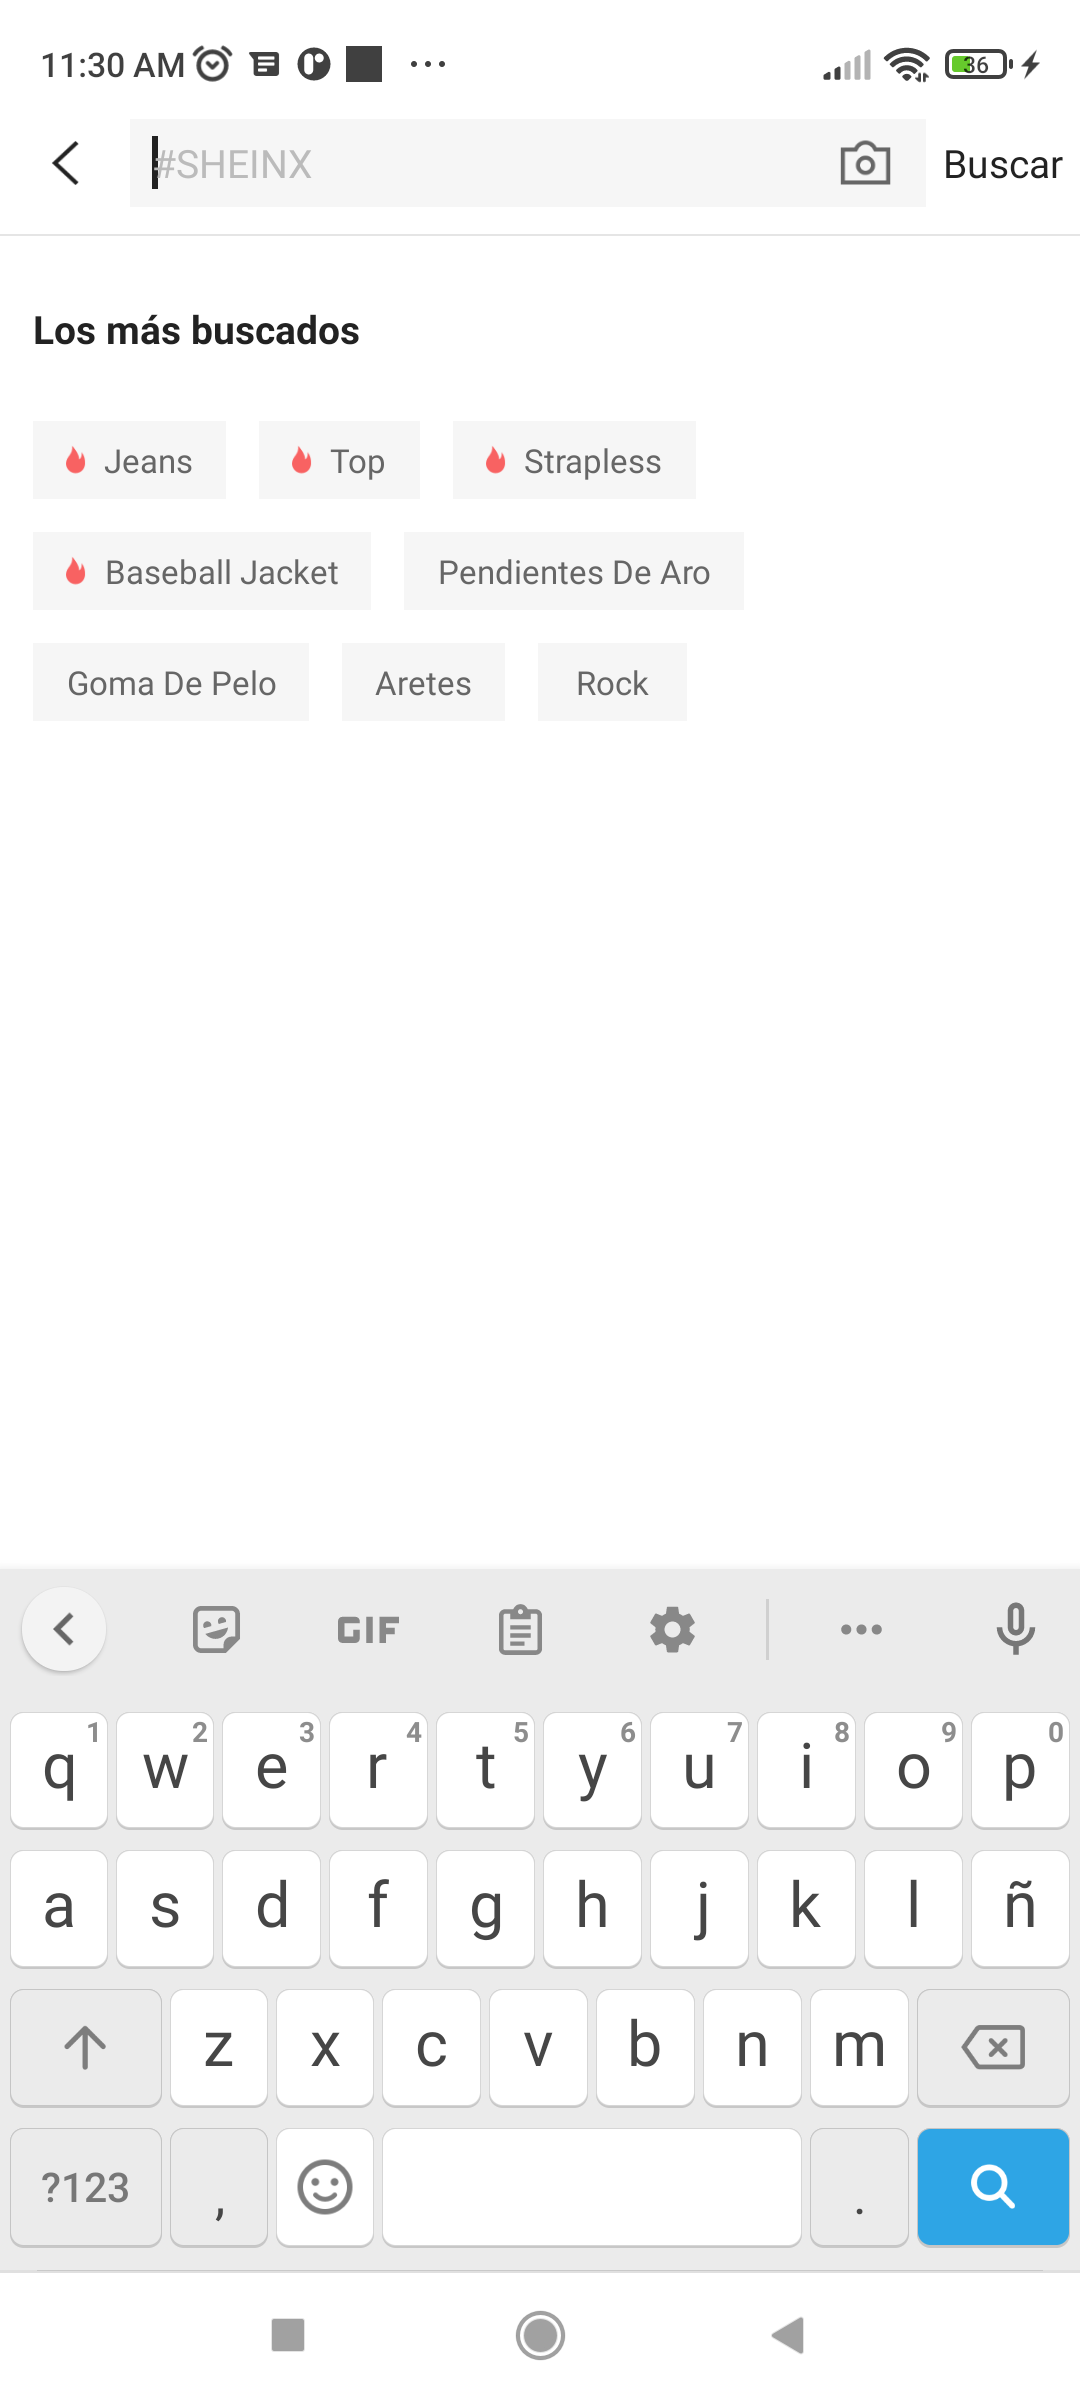 11:30 AM ... 36
#SHEINX Buscar
Los más buscados
Jeans Top Strapless
Baseball Jacket Pendientes De Aro
Goma De Pelo Aretes Rock
GIF
1 2 3 4 5 6 7 8 9 0
q w e r t y u i o p
a s d f g h j k l ñ
z x c v b n m
?123 , .